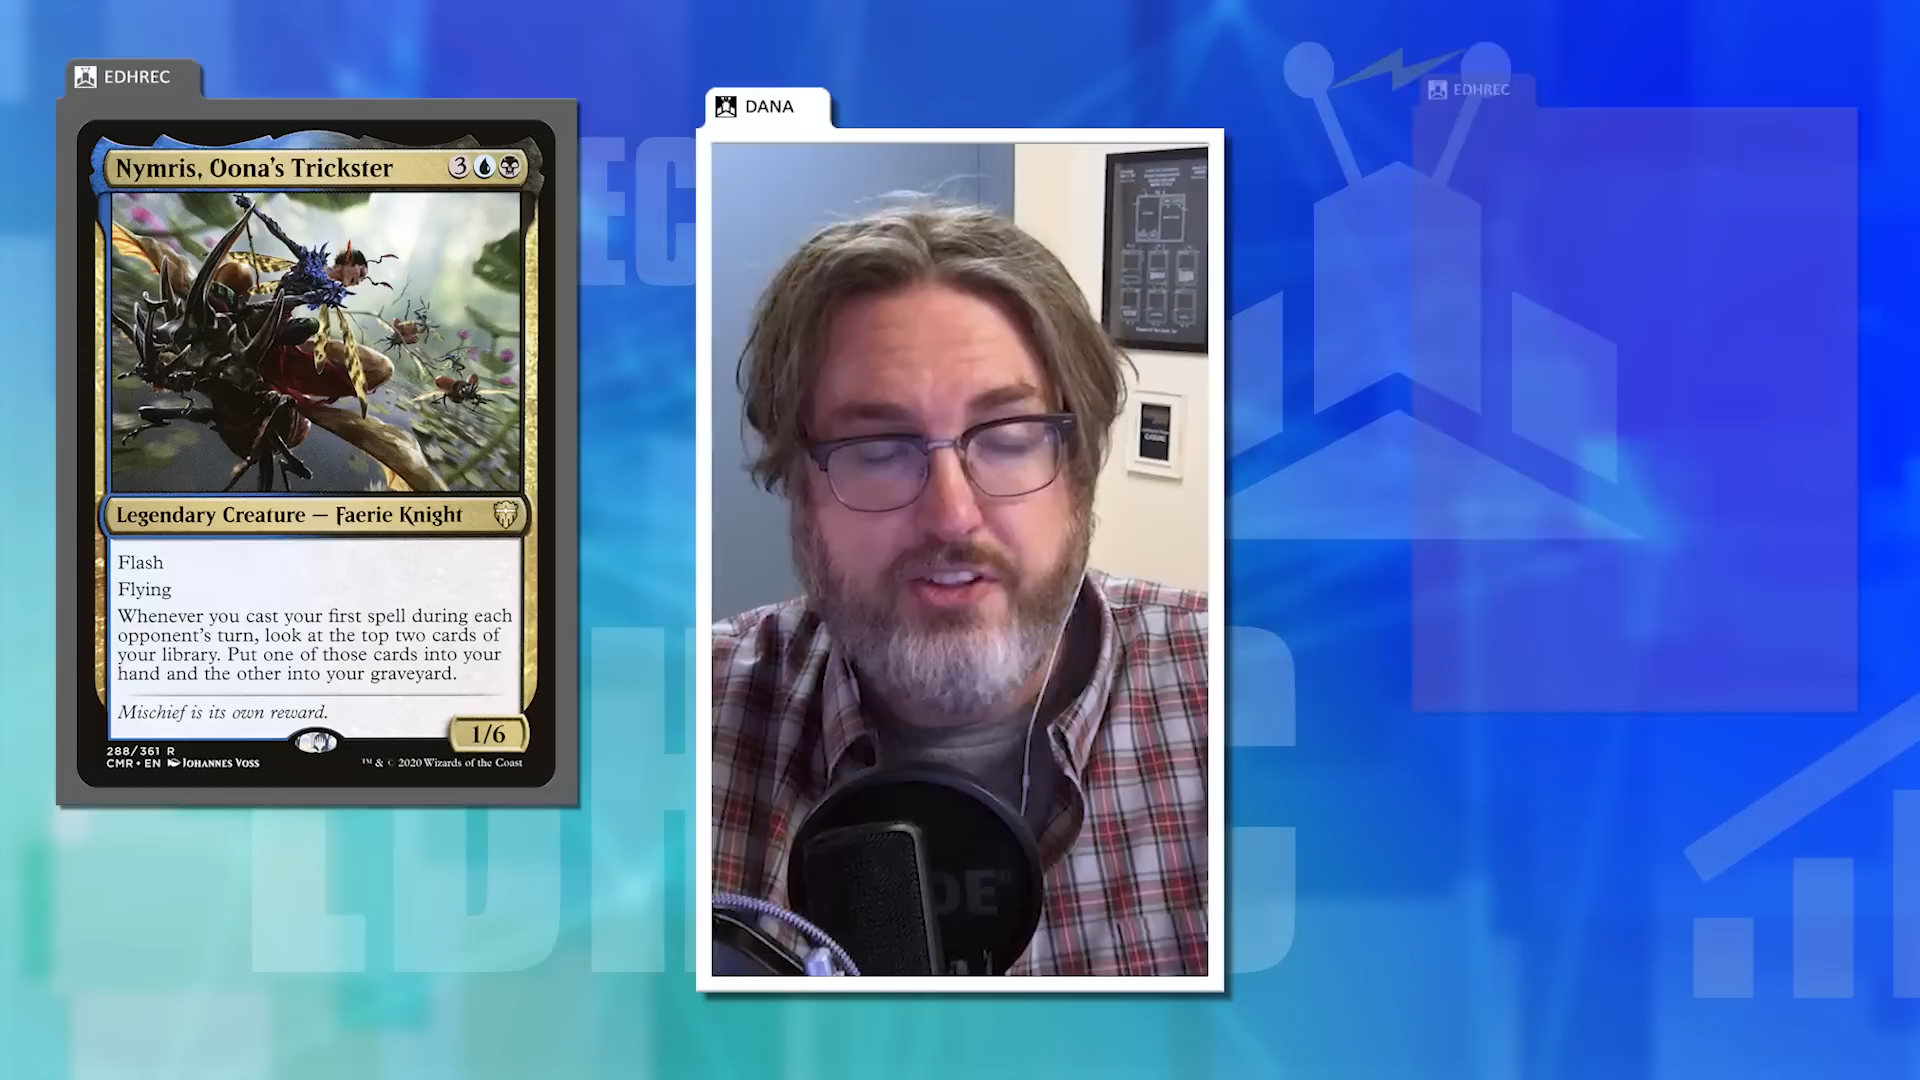 EDHREC
Nymris, Oona's Trickster 3
Legendary Creature — Faerie Knight
Flash
Flying
Whenever you cast your first spell during each
opponent's turn, look at the top two cards of
your library. Put one of those cards into your
hand and the other into your graveyard.
Mischief is its own reward.
1/6
288/361 R
CMR • EN Johannes Voss
™ & © 2020 Wizards of the Coast
DANA
EDHREC
EC